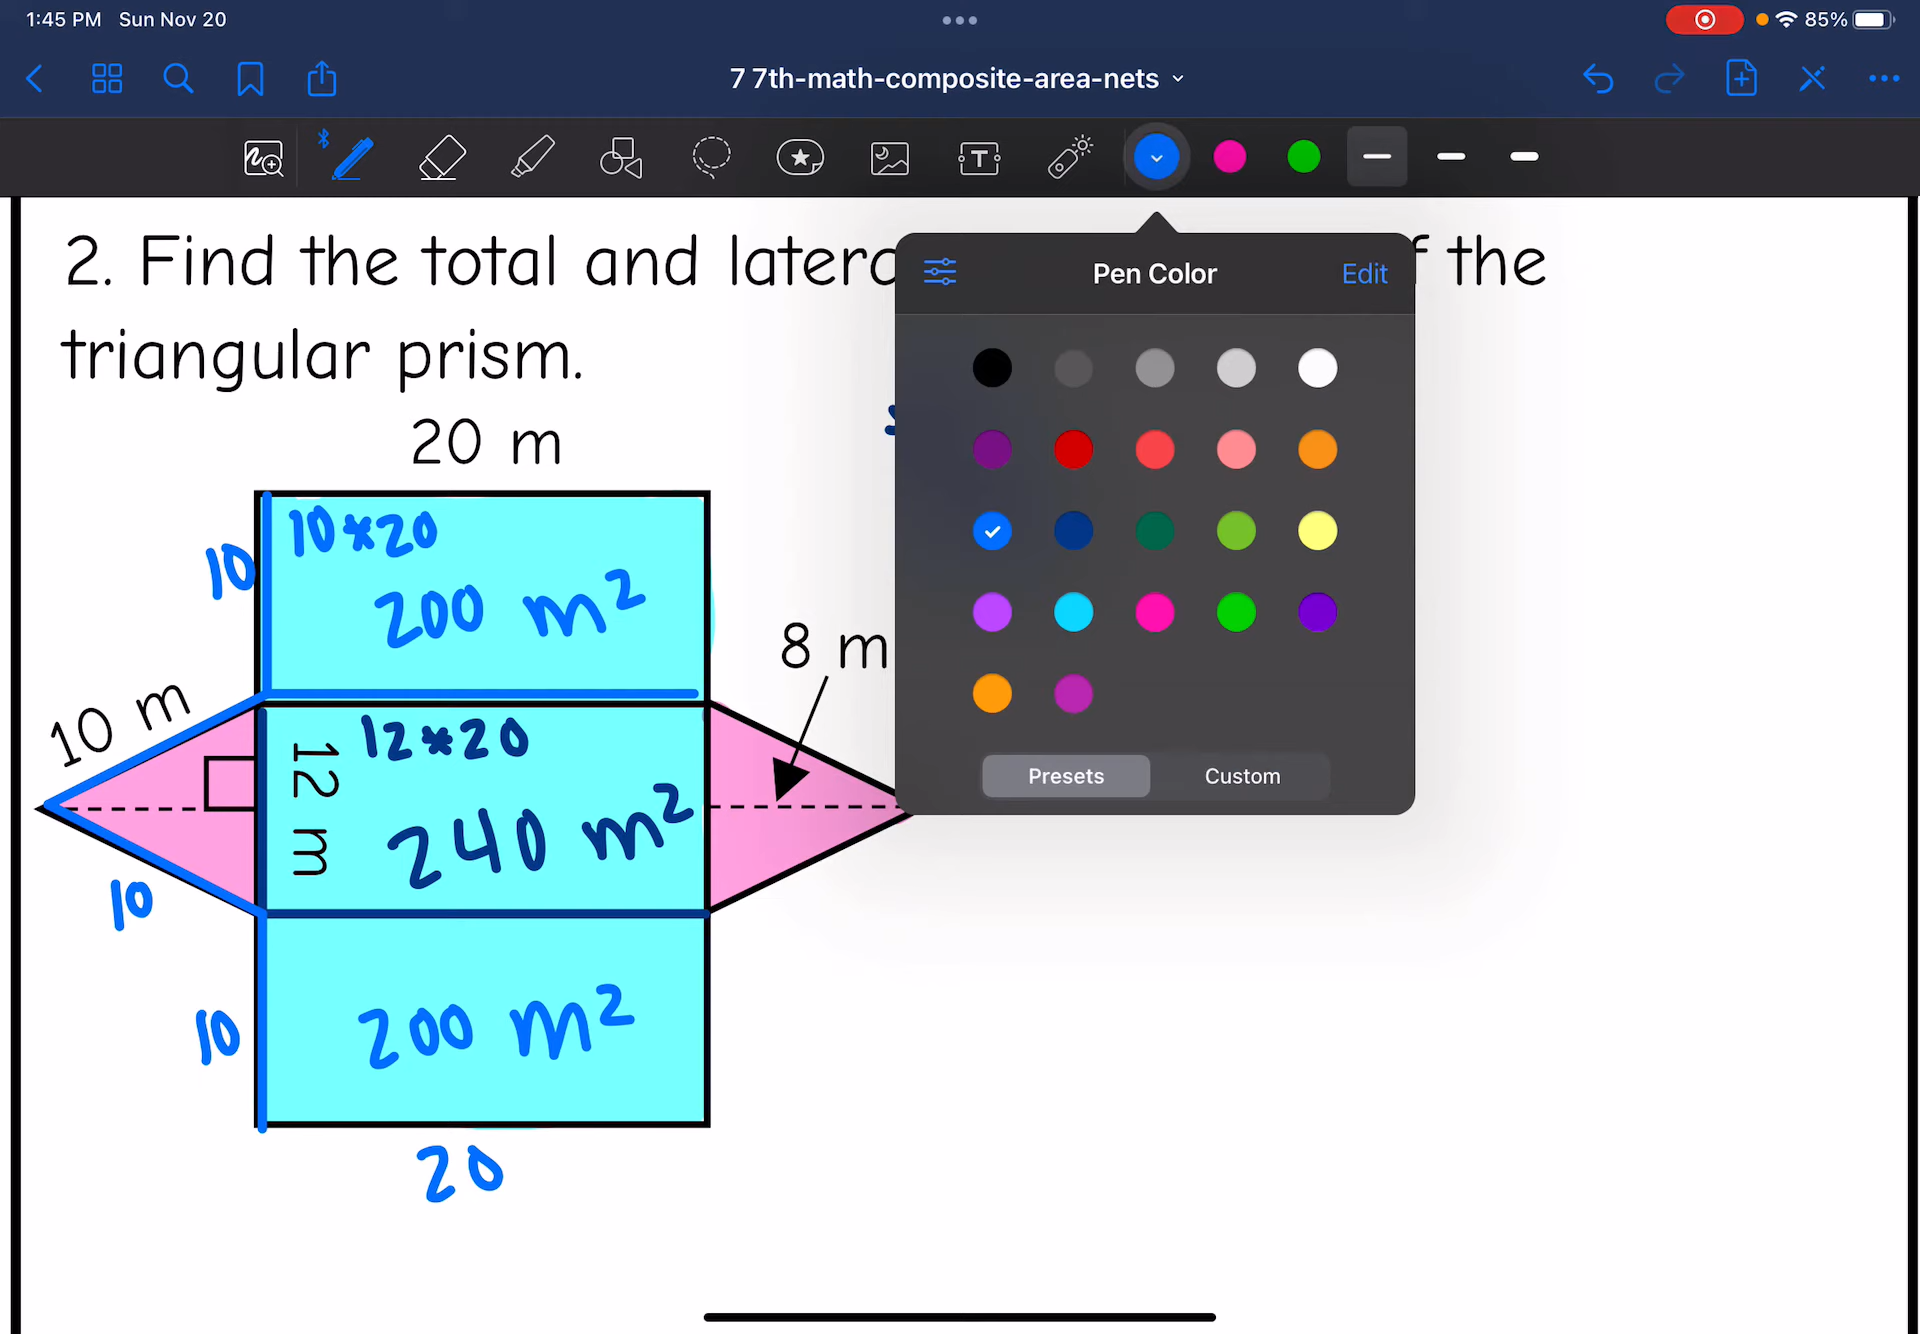 1:45 PM Sun Nov 20
85%
7 7th-math-composite-area-nets
2. Find the total and
the
triangular prism.
Pen Color
Edit
Presets
Custom
20 m
10*20
10
200 m²
8 m
10 m
12 m
12*20
240 m²
10
10
200 m²
20